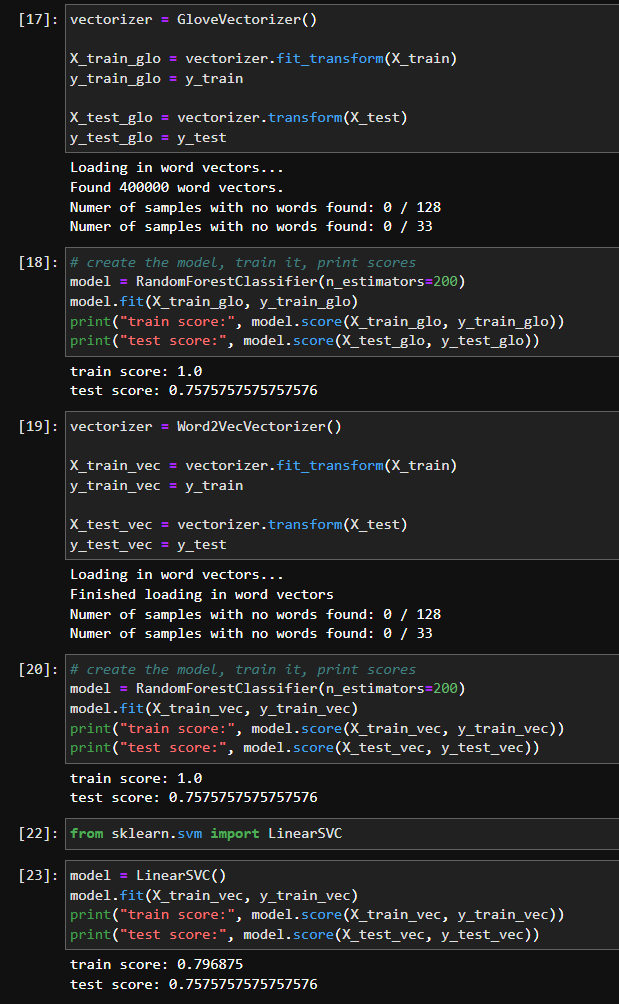 [17]: vectorizer = GloveVectorizer()
X_train_glo = vectorizer.fit_transform(X_train)
y_train_glo = y_train
X_test_glo = vectorizer.transform(X_test)
y_test_glo = y_test
Loading in word vectors...
Found 400000 word vectors.
Numer of samples with no words found: 0 / 128
Numer of samples with no words found: 0 / 33
[18]: # create the model, train it, print scores
model = RandomForestClassifier(n_estimators=200)
model.fit(X_train_glo, y_train_glo)
print("train score:", model.score(X_train_glo, y_train_glo))
print("test score:", model.score(X_test_glo, y_test_glo))
train score: 1.0
test score: 0.7575757575757576
[19]: vectorizer = Word2VecVectorizer()
X_train_vec = vectorizer.fit_transform(X_train)
y_train_vec = y_train
X_test_vec = vectorizer.transform(X_test)
y_test_vec = y_test
Loading in word vectors...
Finished loading in word vectors
Numer of samples with no words found: 0 / 128
Numer of samples with no words found: 0 / 33
[20]: # create the model, train it, print scores
model = RandomForestClassifier(n_estimators=200)
model.fit(X_train_vec, y_train_vec)
print("train score:", model.score(X_train_vec, y_train_vec))
print("test score:", model.score(X_test_vec, y_test_vec))
train score: 1.0
test score: 0.7575757575757576
[22]: from sklearn.svm import LinearSVC
[23]: model = LinearSVC()
model.fit(X_train_vec, y_train_vec)
print("train score:", model.score(X_train_vec, y_train_vec))
print("test score:", model.score(X_test_vec, y_test_vec))
train score: 0.796875
test score: 0.7575757575757576